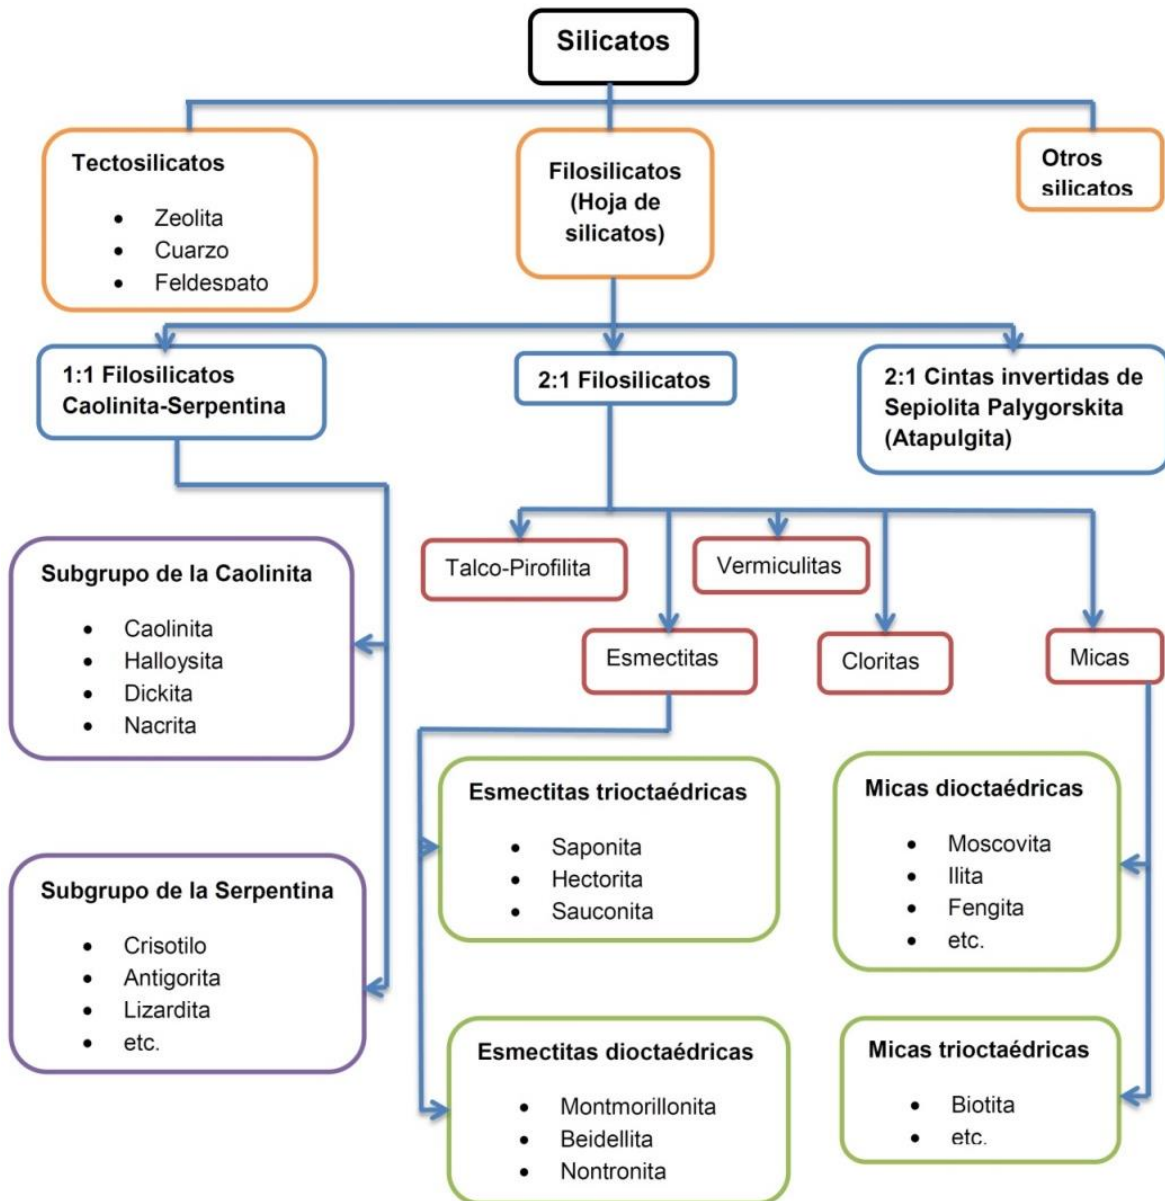 Silicatos
Tectosilicatos
• Zeolita
• Cuarzo
• Feldespato
Filosilicatos
(Hoja de
silicatos)
Otros
silicatos
1:1 Filosilicatos
Caolinita-Serpentina
2:1 Filosilicatos
2:1 Cintas invertidas de
Sepiolita Palygorskita
(Atapulgita)
Talco-Pirofilita
Vermiculitas
Esmectitas
Cloritas
Micas
Subgrupo de la Caolinita
• Caolinita
• Halloysita
• Dickita
• Nacrita
Subgrupo de la Serpentina
• Crisotilo
• Antigorita
• Lizardita
• etc.
Esmectitas trioctaédricas
• Saponita
• Hectorita
• Sauconita
Esmectitas dioctaédricas
• Montmorillonita
• Beidellita
• Nontronita
Micas dioctaédricas
• Moscovita
• Ilita
• Fengita
• etc.
Micas trioctaédricas
• Biotita
• etc.